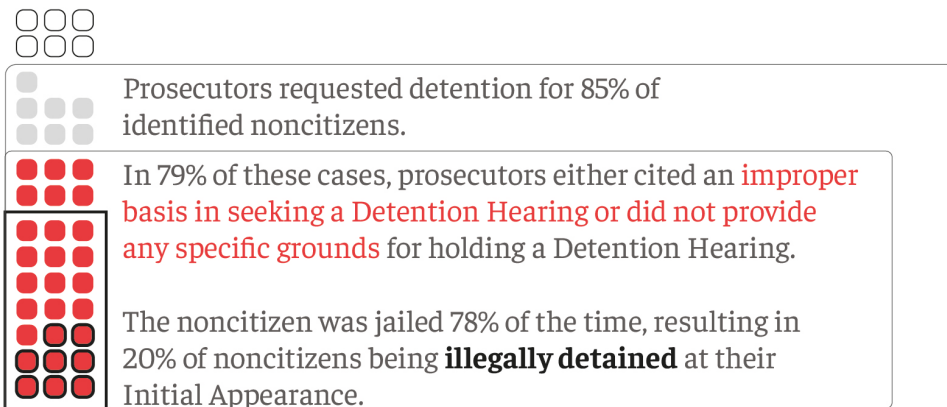 Prosecutors requested detention for 85% of
identified noncitizens.
In 79% of these cases, prosecutors either cited an improper
basis in seeking a Detention Hearing or did not provide
any specific grounds for holding a Detention Hearing.
The noncitizen was jailed 78% of the time, resulting in
20% of noncitizens being illegally detained at their
Initial Appearance.